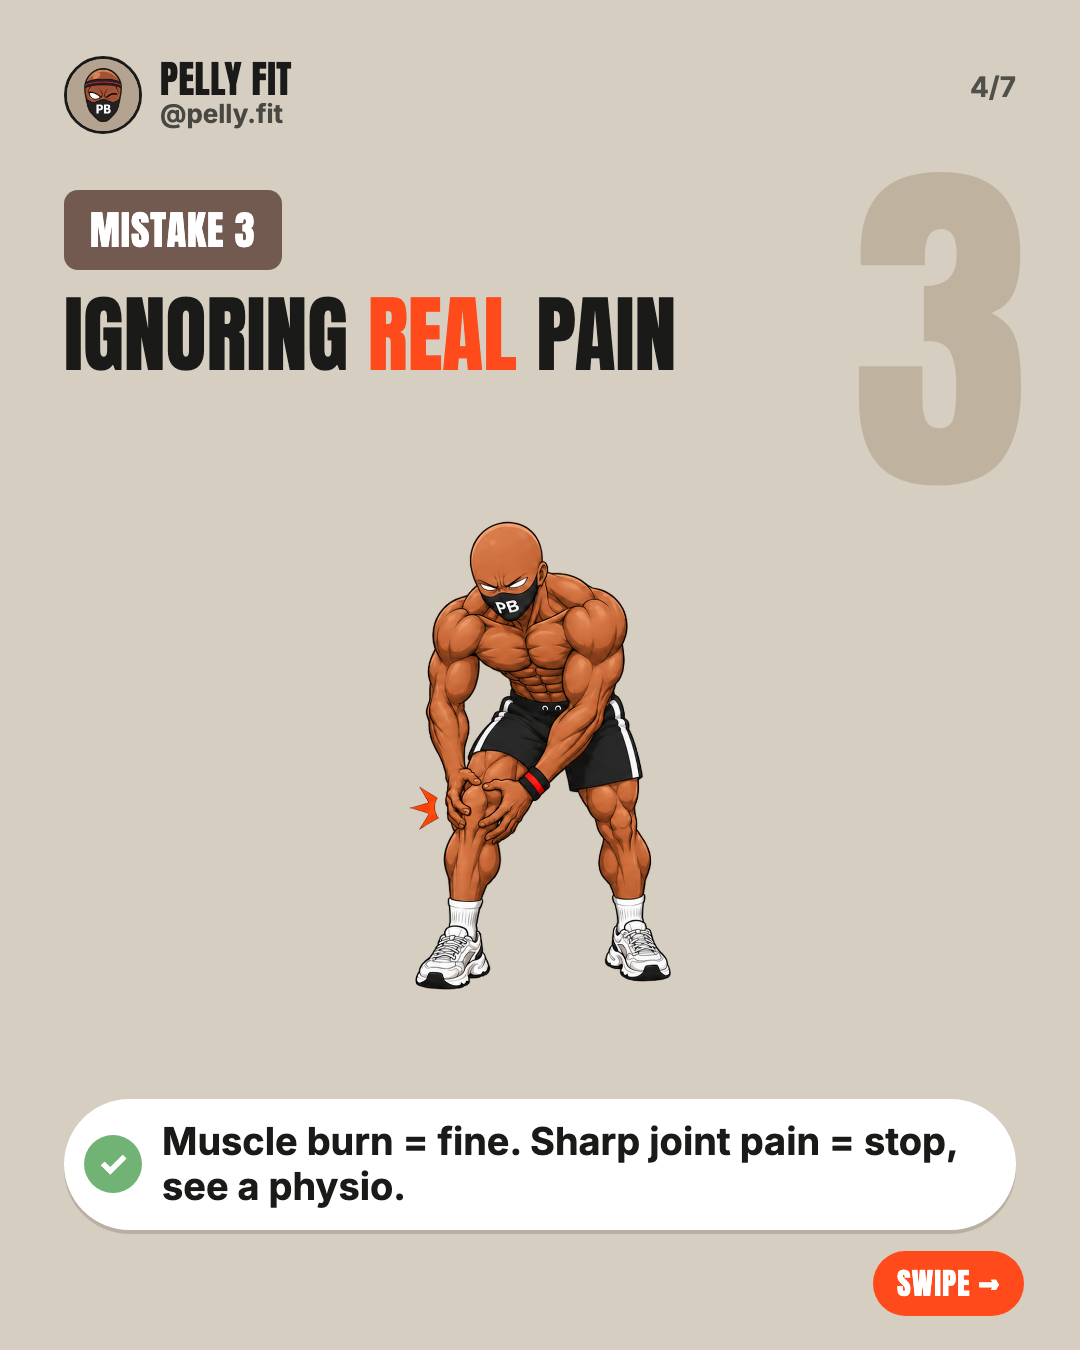 PB
PELLY FIT
@pelly.fit
4/7
MISTAKE 3
3
IGNORING REAL PAIN
PB
Muscle burn = fine. Sharp joint pain = stop,
see a physio.
SWIPE →